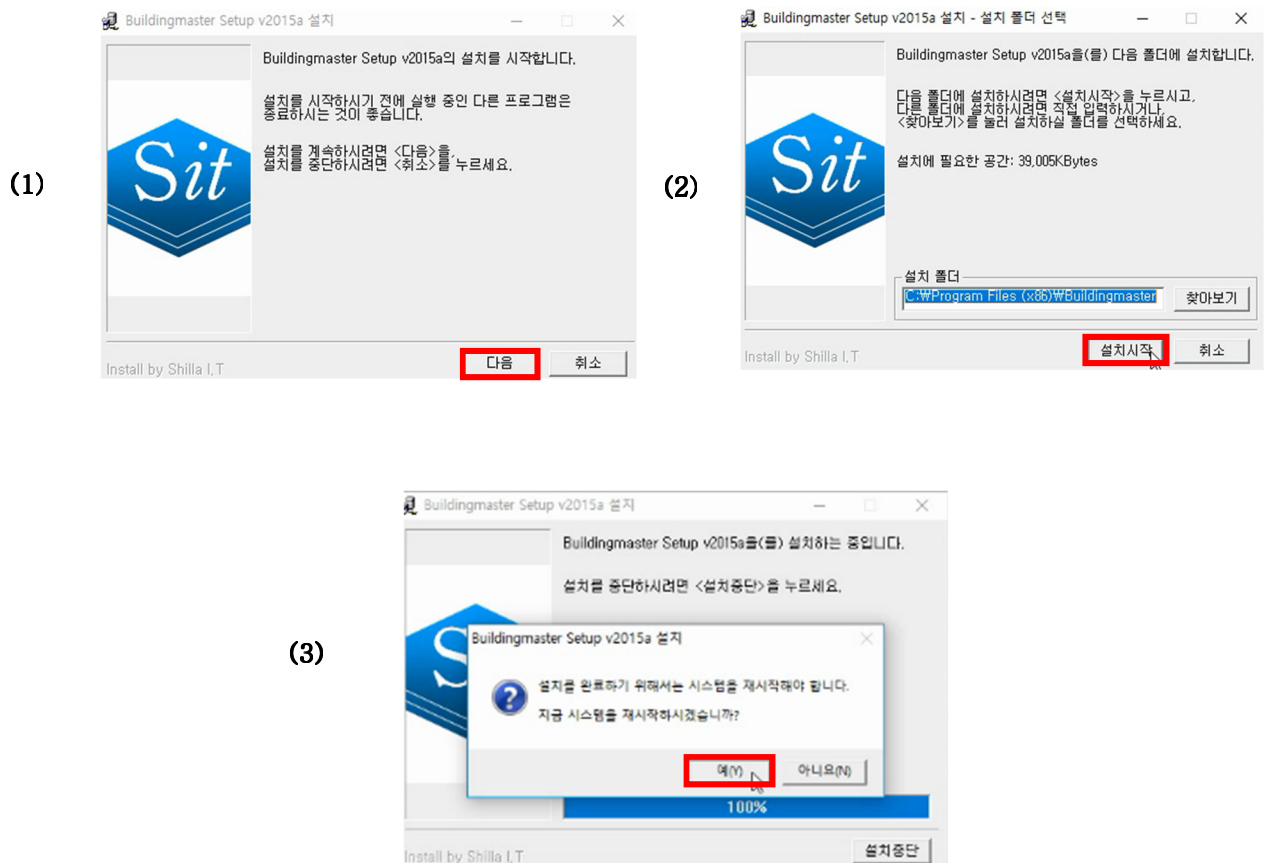 (1)
Buildingmaster Setup v2015a 설치
Buildingmaster Setup v2015a의 설치를 시작합니다.
설치를 시작하시기 전에 실행 중인 다른 프로그램은
종료하시는 것이 좋습니다.
설치를 계속하시려면 <다음>을,
설치를 중단하시려면 <취소>를 누르세요.
Sit
Install by Shilla I.T
다음
취소
(2)
Buildingmaster Setup v2015a 설치 - 설치 폴더 선택
Buildingmaster Setup v2015a을(를) 다음 폴더에 설치합니다.
다음 폴더에 설치하시려면 <설치시작>을 누르시고,
다른 폴더에 설치하시려면 직접 입력하시거나,
<찾아보기>를 눌러 설치하실 폴더를 선택하세요.
설치에 필요한 공간: 39,005KBytes
Sit
설치 폴더
C:₩Program Files (x86)₩Buildingmaster
찾아보기
Install by Shilla I.T
설치시작
취소
(3)
Buildingmaster Setup v2015a 설치
Buildingmaster Setup v2015a을(를) 설치하는 중입니다.
설치를 중단하시려면 <설치중단>을 누르세요.
Buildingmaster Setup v2015a 설치
설치를 완료하기 위해서는 시스템을 재시작해야 합니다.
지금 시스템을 재시작하시겠습니까?
예(Y)
아니요(N)
100%
설치중단
Install by Shilla I.T